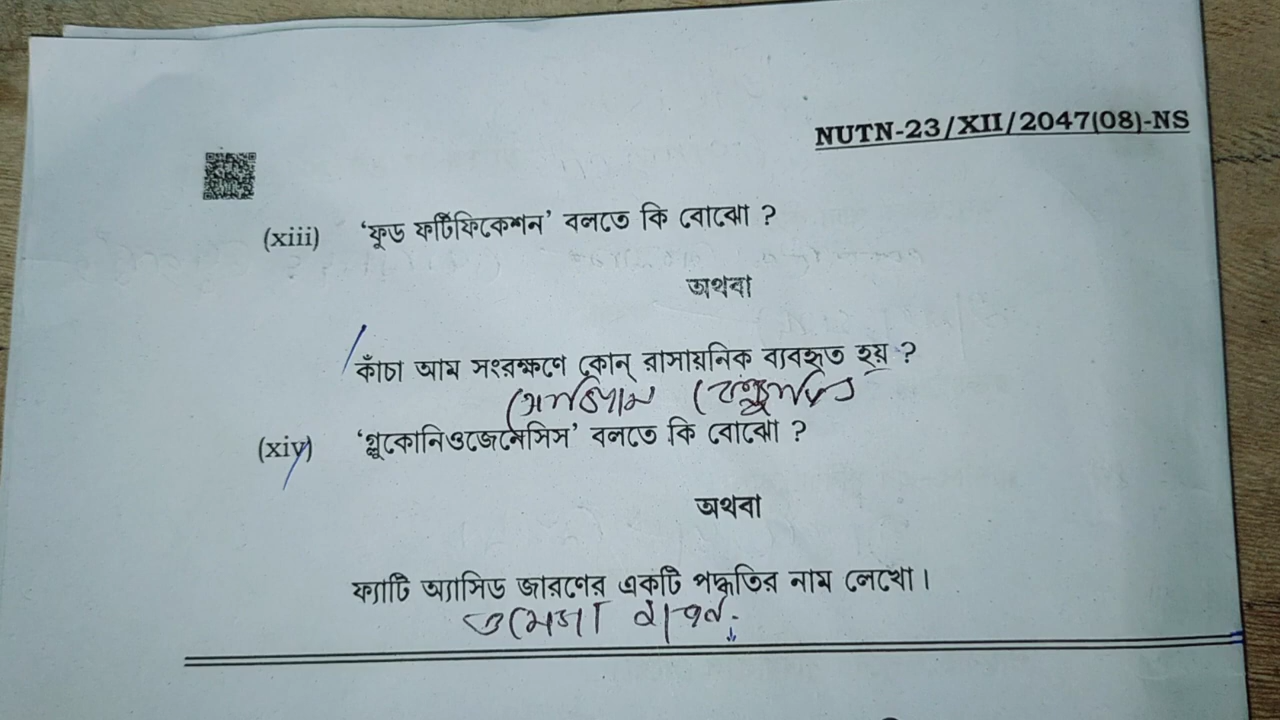 NUTN-23/XII/2047(08)-NS
(xiii) ‘ফুড ফর্টিফিকেশন’ বলতে কি বোঝো ?
অথবা
কাঁচা আম সংরক্ষণে কোন্ রাসায়নিক ব্যবহৃত হয় ?
সোডিয়াম
(xiv) ‘গ্লুকোনিওজেনেসিস’ বলতে কি বোঝো ?
অথবা
ফ্যাটি অ্যাসিড জারণের একটি পদ্ধতির নাম লেখো।
ওমেগা